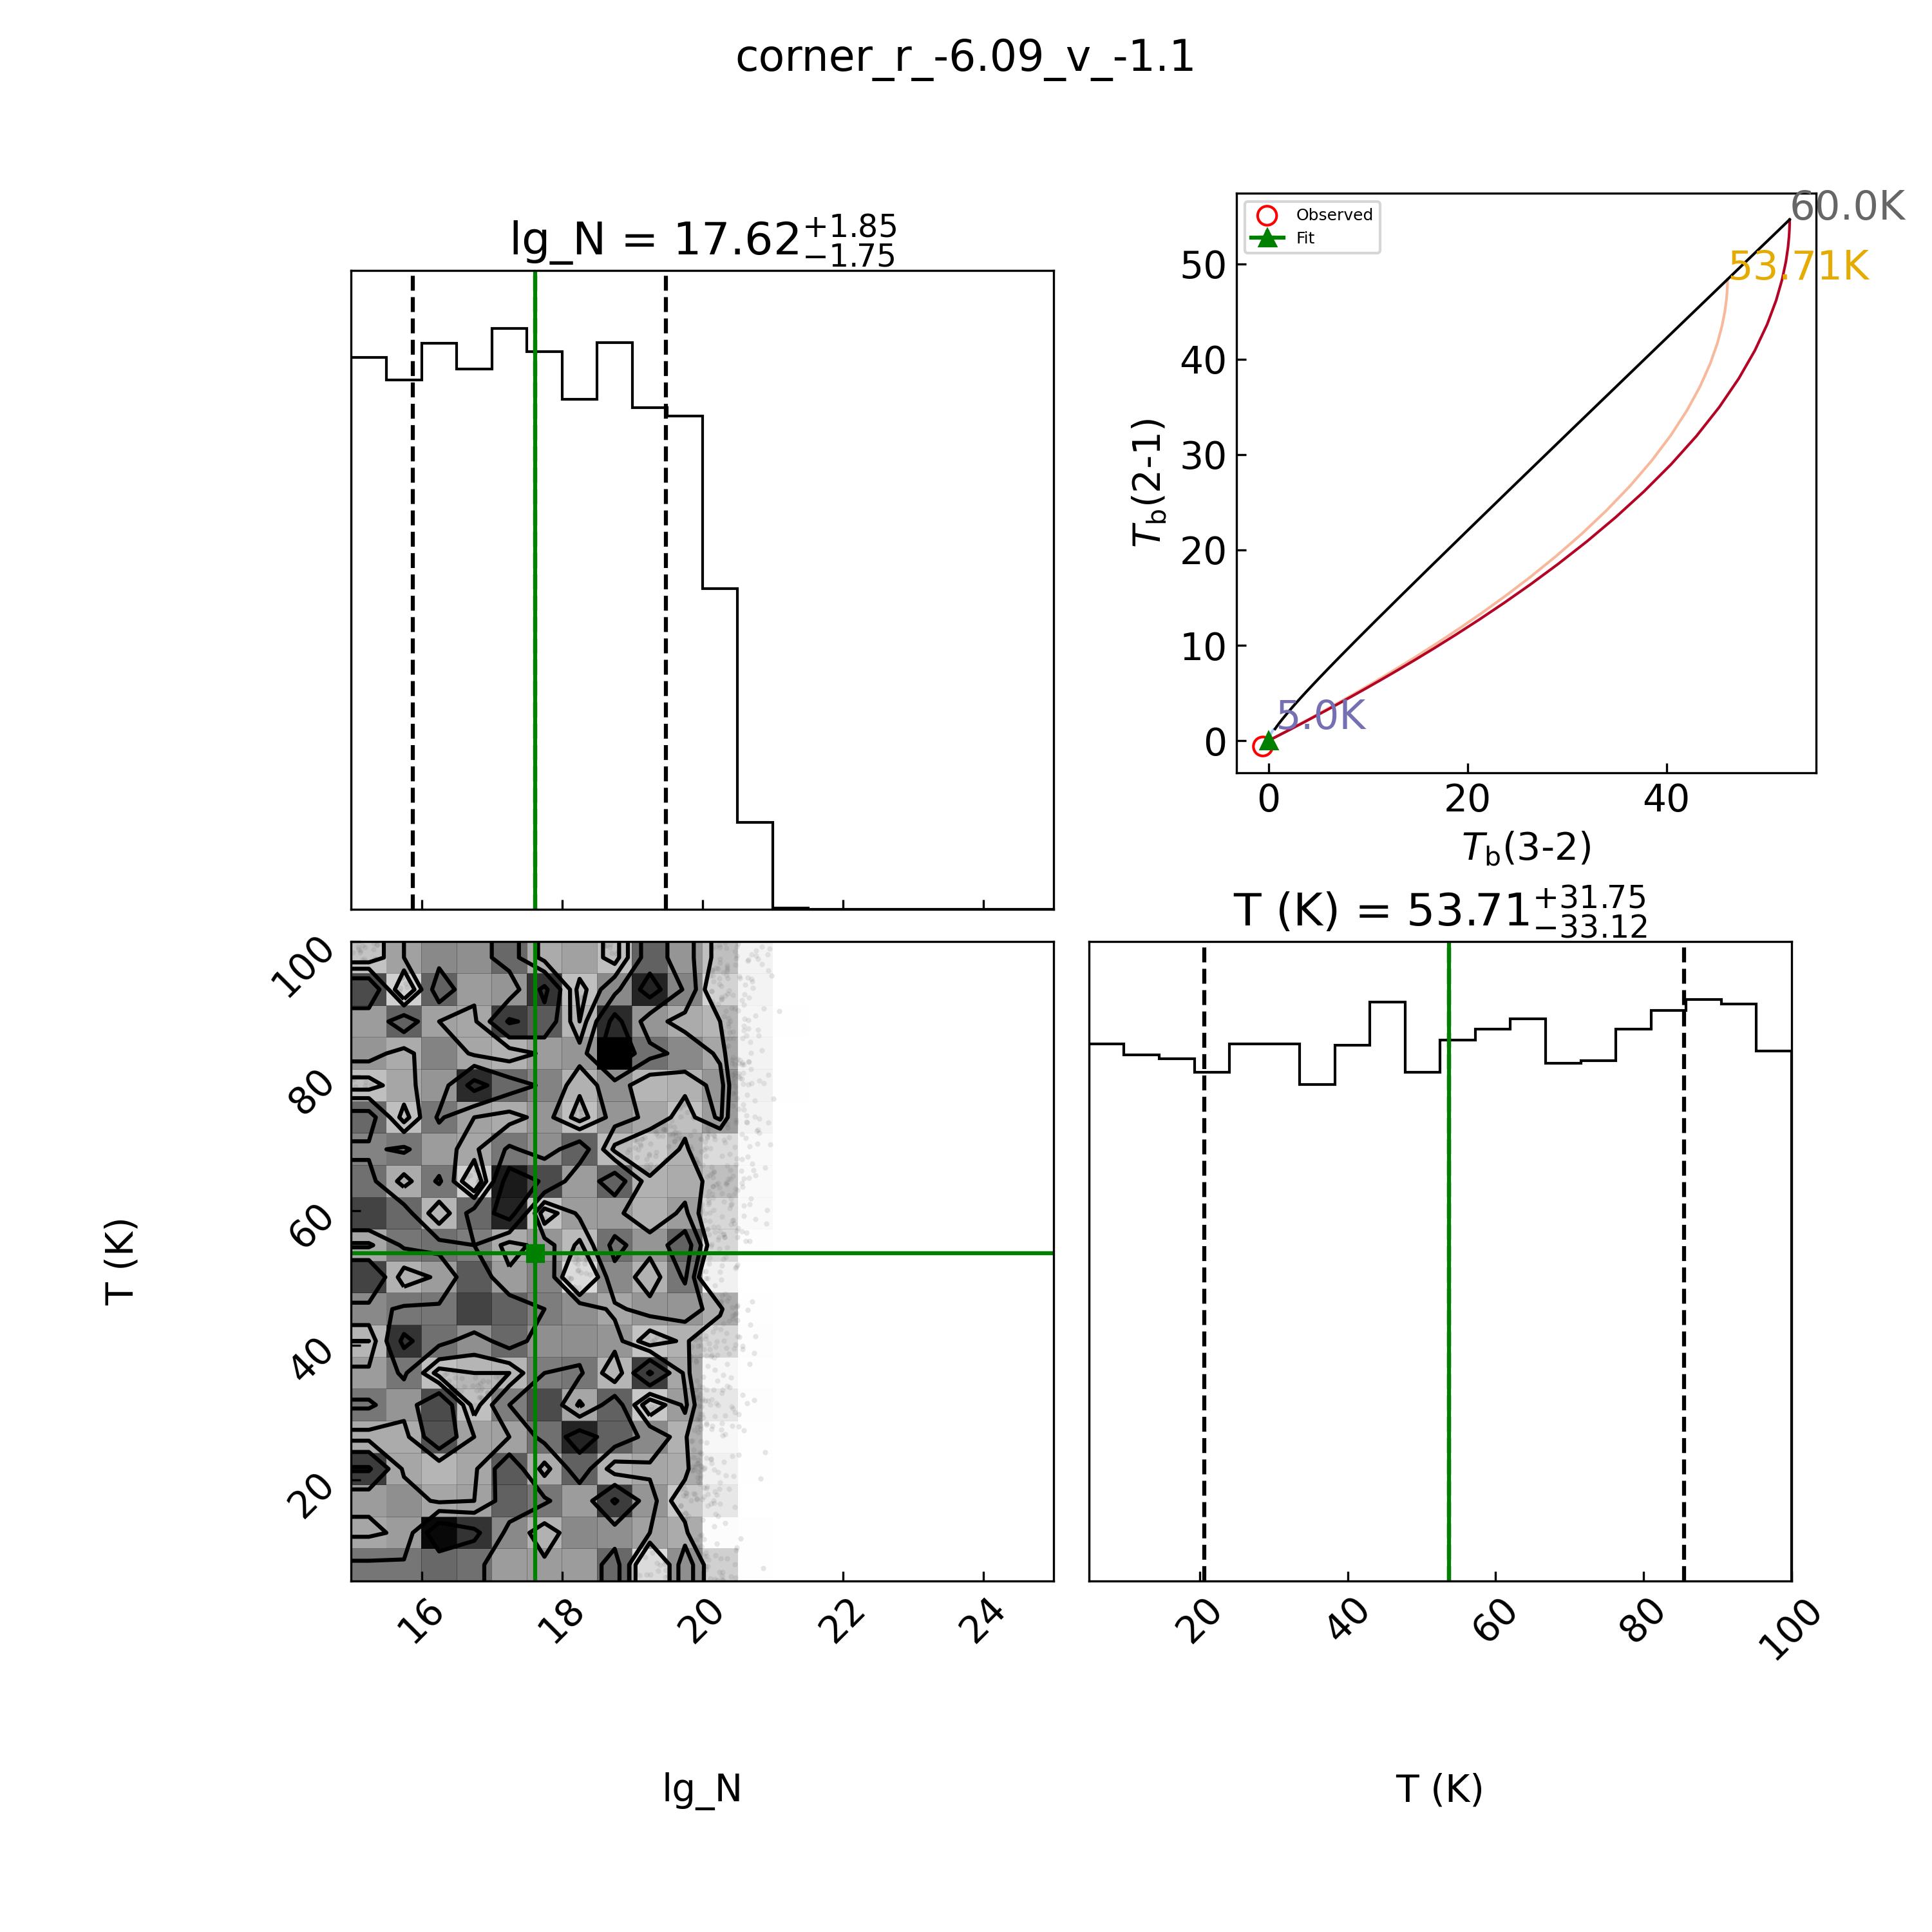 corner_r_-6.09_v_-1.1
lg_N = 17.62+1.85−1.75
60.0K
Observed
Fit
53.71K
5.0K
50
40
30
20
10
0
Tb(2-1)
0 20 40
Tb(3-2)
T (K) = 53.71+31.75−33.12
100
80
60
40
20
T (K)
16 18 20 22 24
lg_N
20 40 60 80 100
T (K)